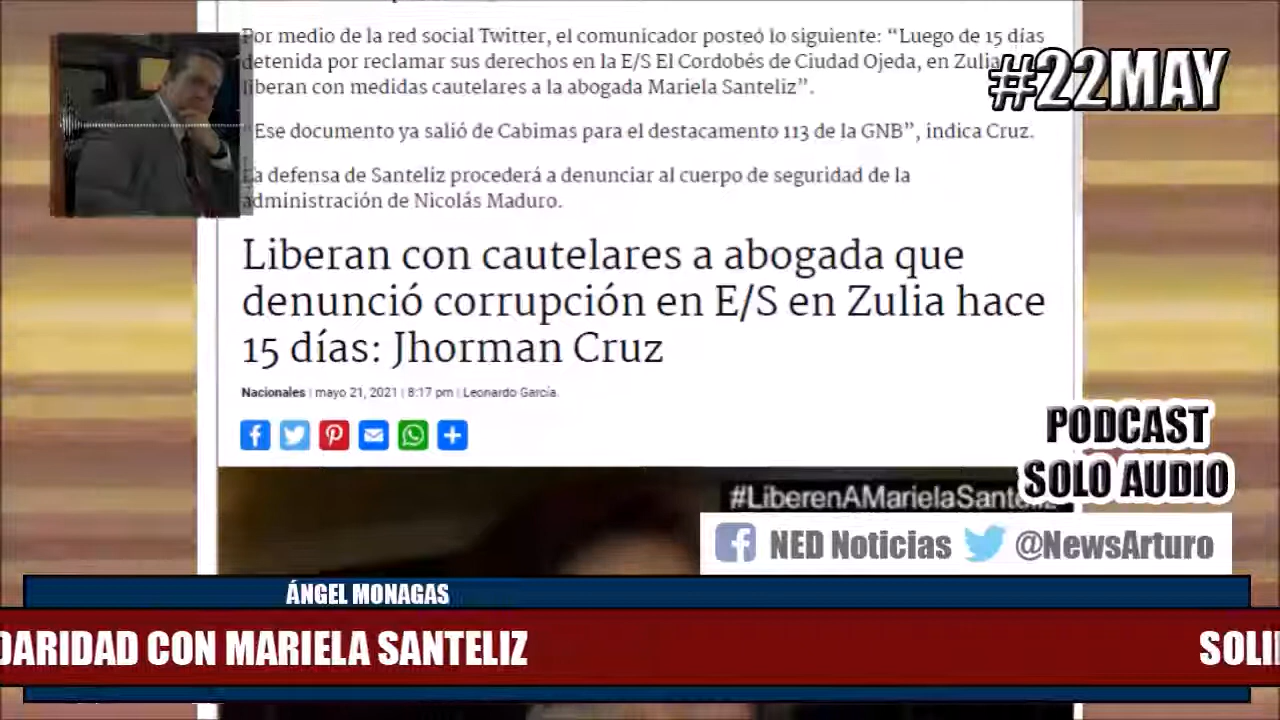 Por medio de la red social Twitter, el comunicador posteó lo siguiente: “Luego de 15 días
detenida por reclamar sus derechos en la E/S El Cordobés de Ciudad Ojeda, en Zulia
liberan con medidas cautelares a la abogada Mariela Santeliz”.
“Ese documento ya salió de Cabimas para el destacamento 113 de la GNB”, indica Cruz.
La defensa de Santeliz procederá a denunciar al cuerpo de seguridad de la
administración de Nicolás Maduro.
#22MAY
Liberan con cautelares a abogada que
denunció corrupción en E/S en Zulia hace
15 días: Jhorman Cruz
Nacionales | mayo 21, 2021 | 8:17 pm | Leonardo García
PODCAST
SOLO AUDIO
#LiberenAMarielaSanteliz
NED Noticias @NewsArturo
ÁNGEL MONAGAS
DARIDAD CON MARIELA SANTELIZ SOLI